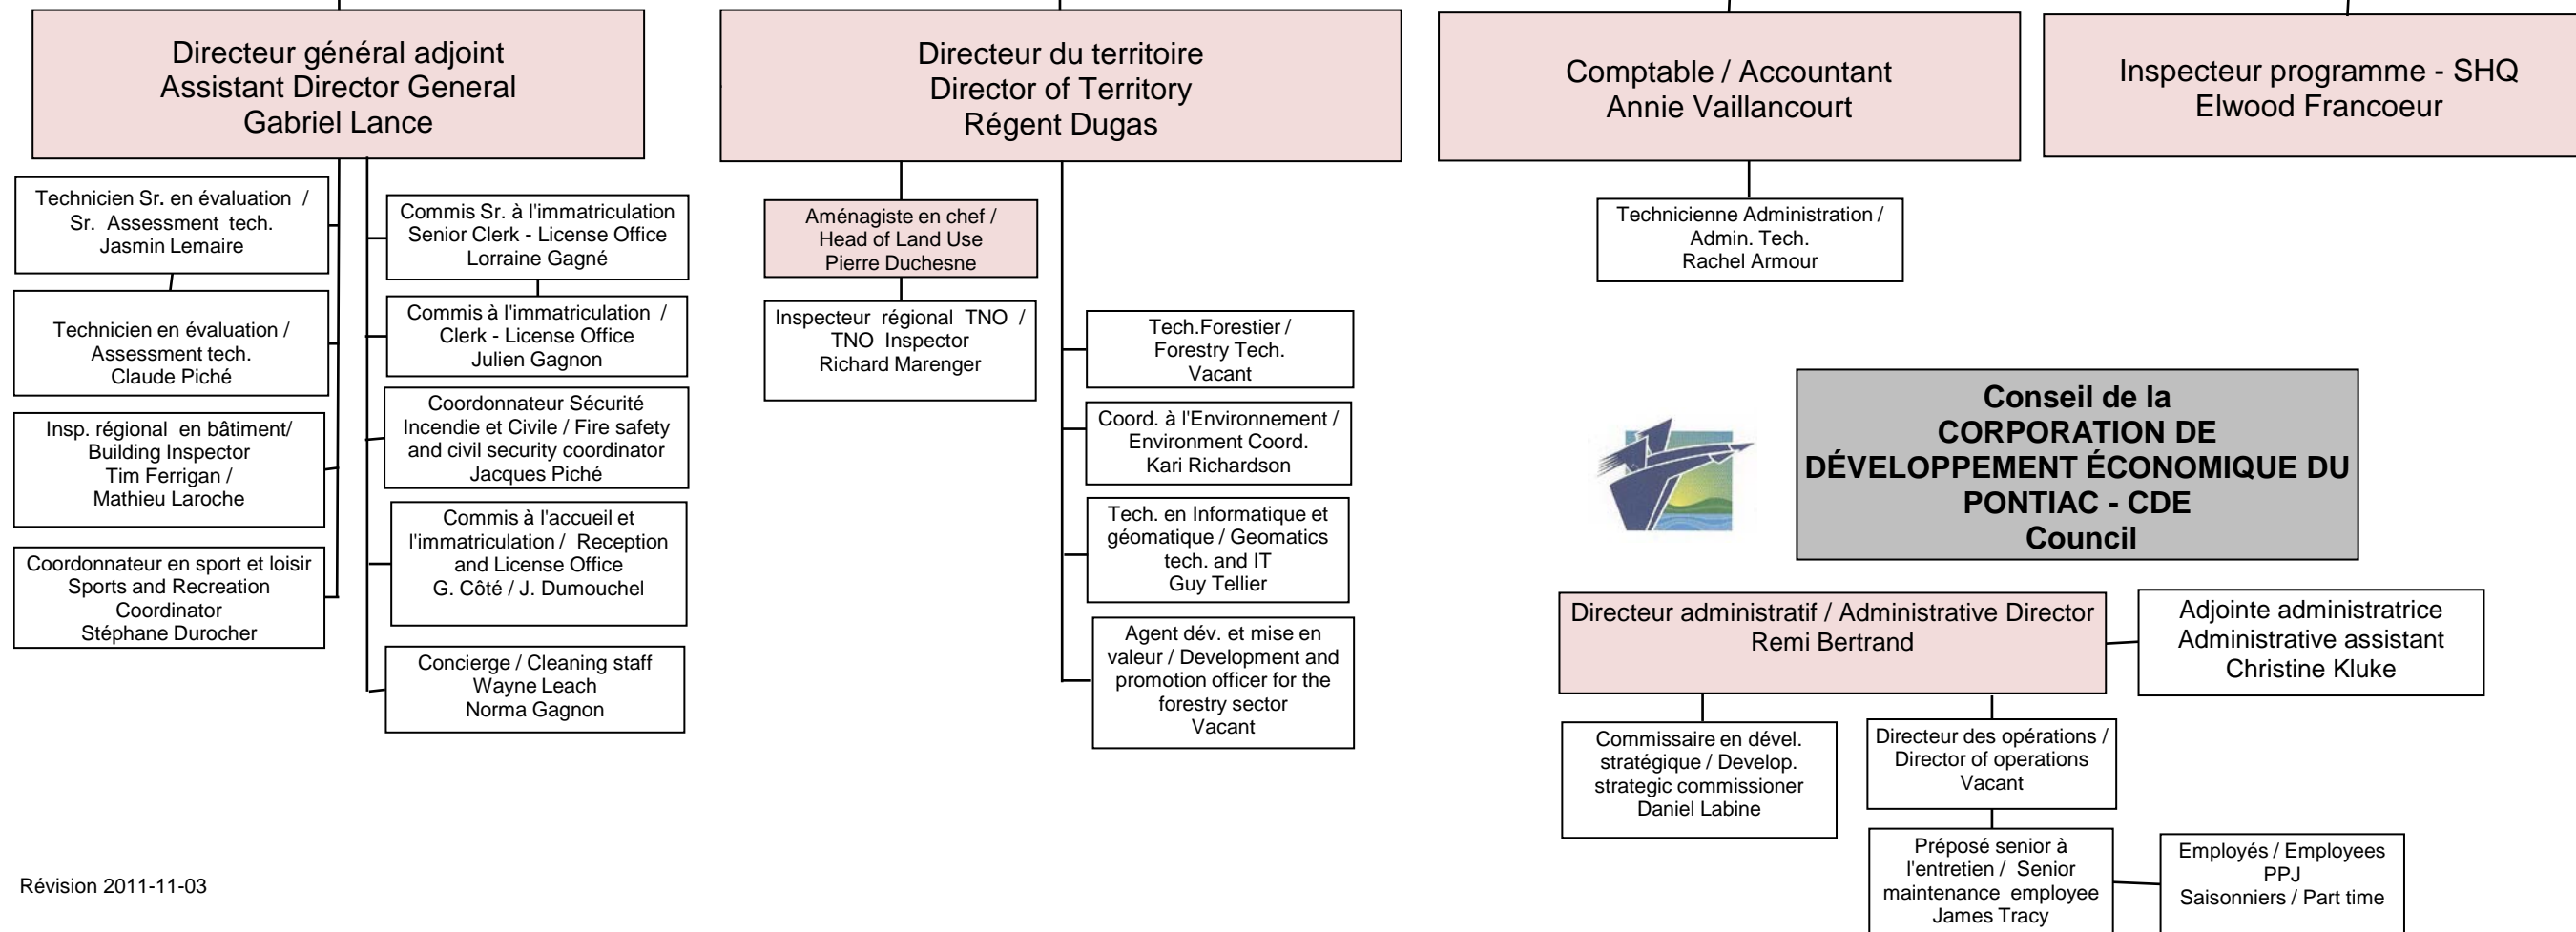 Directeur général adjoint
Assistant Director General
Gabriel Lance
Technicien Sr. en évaluation /
Sr. Assessment tech.
Jasmin Lemaire
Technicien en évaluation /
Assessment tech.
Claude Piché
Insp. régional en bâtiment/
Building Inspector
Tim Ferrigan /
Mathieu Laroche
Coordonnateur en sport et loisir
Sports and Recreation
Coordinator
Stéphane Durocher
Commis Sr. à l'immatriculation
Senior Clerk - License Office
Lorraine Gagné
Commis à l'immatriculation /
Clerk - License Office
Julien Gagnon
Coordonnateur Sécurité
Incendie et Civile / Fire safety
and civil security coordinator
Jacques Piché
Commis à l'accueil et
l'immatriculation / Reception
and License Office
G. Côté / J. Dumouchel
Concierge / Cleaning staff
Wayne Leach
Norma Gagnon
Directeur du territoire
Director of Territory
Régent Dugas
Aménagiste en chef /
Head of Land Use
Pierre Duchesne
Inspecteur régional TNO /
TNO Inspector
Richard Marenger
Tech.Forestier /
Forestry Tech.
Vacant
Coord. à l'Environnement /
Environment Coord.
Kari Richardson
Tech. en Informatique et
géomatique / Geomatics
tech. and IT
Guy Tellier
Agent dév. et mise en
valeur / Development and
promotion officer for the
forestry sector
Vacant
Comptable / Accountant
Annie Vaillancourt
Technicienne Administration /
Admin. Tech.
Rachel Armour
Inspecteur programme - SHQ
Elwood Francoeur
Conseil de la
CORPORATION DE
DÉVELOPPEMENT ÉCONOMIQUE DU
PONTIAC - CDE
Council
Directeur administratif / Administrative Director
Remi Bertrand
Adjointe administratrice
Administrative assistant
Christine Kluke
Commissaire en dével.
stratégique / Develop.
strategic commissioner
Daniel Labine
Directeur des opérations /
Director of operations
Vacant
Préposé senior à
l'entretien / Senior
maintenance employee
James Tracy
Employés / Employees
PPJ
Saisonniers / Part time
Révision 2011-11-03